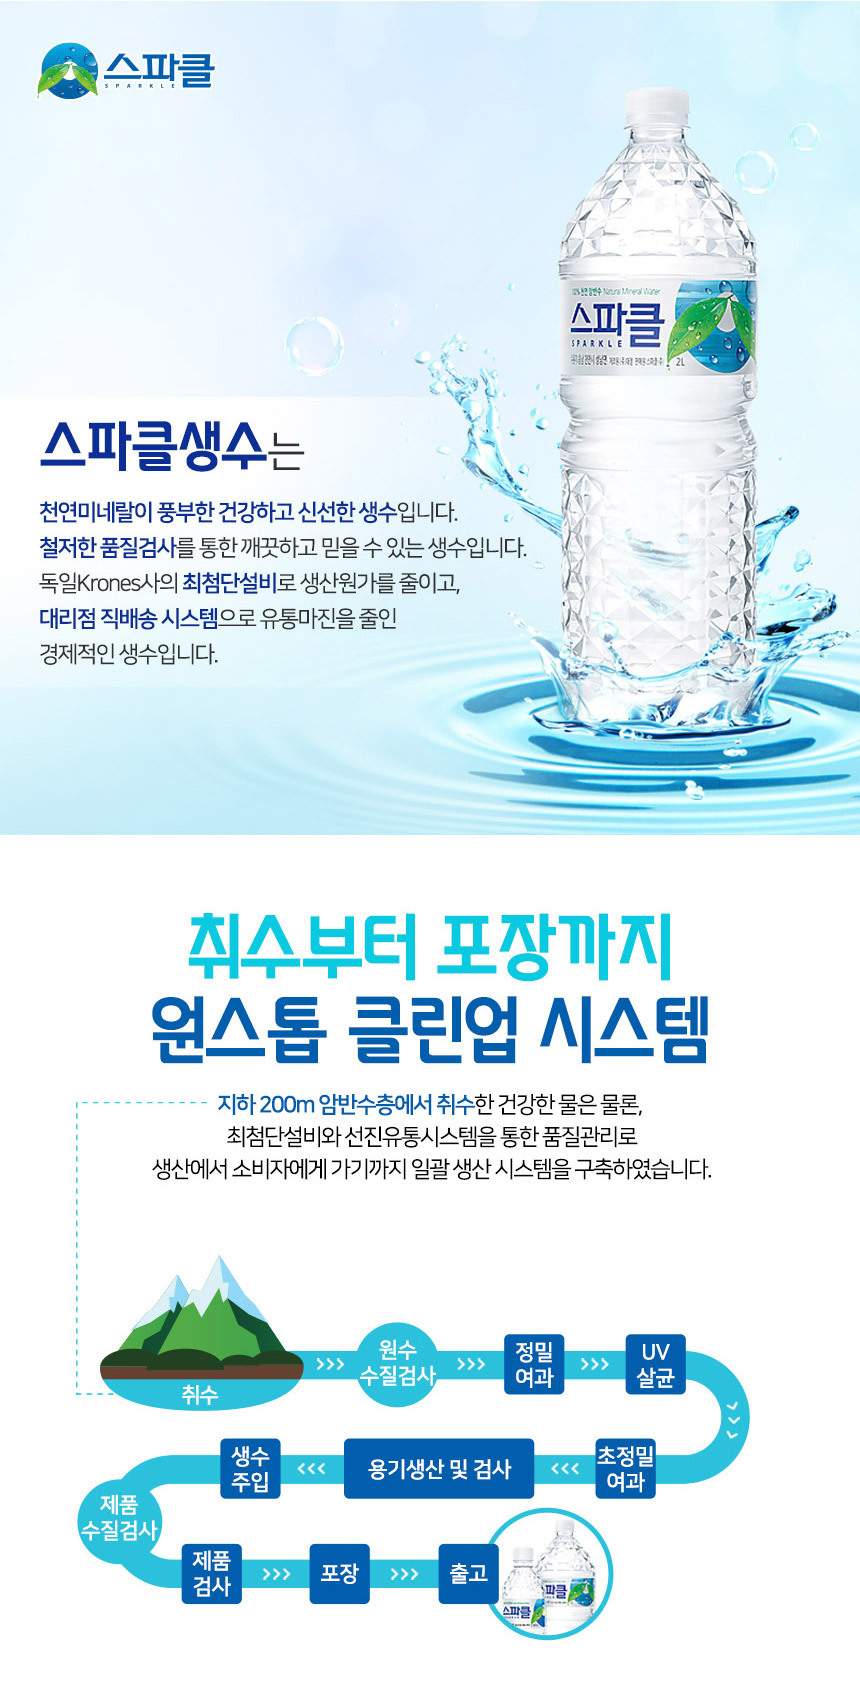 스파클
SPARKLE
100% 천연 암반수 Natural Mineral Water
스파클
SPARKLE
2L
스파클생수는
천연미네랄이 풍부한 건강하고 신선한 생수입니다.
철저한 품질검사를 통한 깨끗하고 믿을 수 있는 생수입니다.
독일Krones사의 최첨단설비로 생산원가를 줄이고,
대리점 직배송 시스템으로 유통마진을 줄인
경제적인 생수입니다.
취수부터 포장까지
원스톱 클린업 시스템
지하 200m 암반수층에서 취수한 건강한 물은 물론,
최첨단설비와 선진유통시스템을 통한 품질관리로
생산에서 소비자에게 가기까지 일괄 생산 시스템을 구축하였습니다.
취수
원수
수질검사
정밀
여과
UV
살균
초정밀
여과
용기생산 및 검사
생수
주입
제품
수질검사
제품
검사
포장
출고
스파클
파클